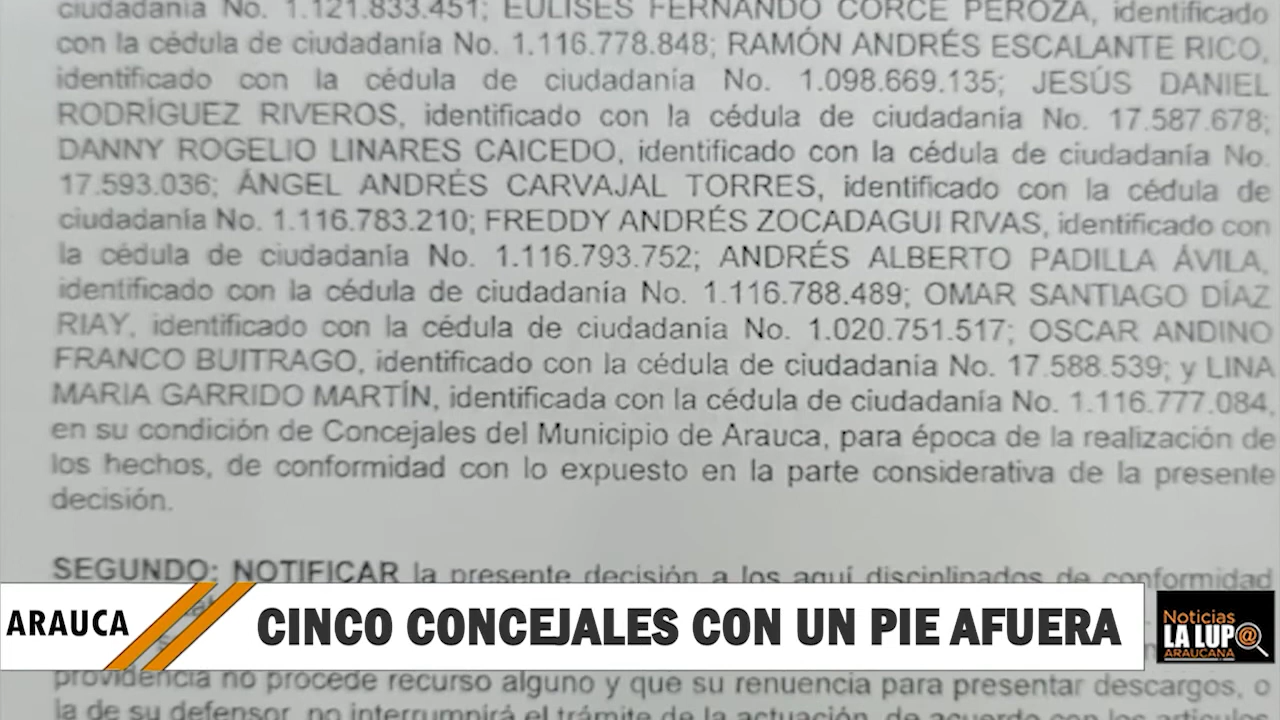 ciudadanía No. 1.121.833.451; EULISES FERNANDO CORCE PEROZA, identificado
con la cédula de ciudadanía No. 1.116.778.848; RAMÓN ANDRÉS ESCALANTE RICO,
identificado con la cédula de ciudadanía No. 1.098.669.135; JESÚS DANIEL
RODRÍGUEZ RIVEROS, identificado con la cédula de ciudadanía No. 17.587.678;
DANNY ROGELIO LINARES CAICEDO, identificado con la cédula de ciudadanía No.
17.593.036; ÁNGEL ANDRÉS CARVAJAL TORRES, identificado con la cédula de
ciudadanía No. 1.116.783.210; FREDDY ANDRÉS ZOCADAGUI RIVAS, identificado con
la cédula de ciudadanía No. 1.116.793.752; ANDRÉS ALBERTO PADILLA ÁVILA,
identificado con la cédula de ciudadanía No. 1.116.788.489; OMAR SANTIAGO DÍAZ
RIAY, identificado con la cédula de ciudadanía No. 1.020.751.517; OSCAR ANDINO
FRANCO BUITRAGO, identificado con la cédula de ciudadanía No. 17.588.539; y LINA
MARIA GARRIDO MARTÍN, identificada con la cédula de ciudadanía No. 1.116.777.084,
en su condición de Concejales del Municipio de Arauca, para época de la realización de
los hechos, de conformidad con lo expuesto en la parte considerativa de la presente
decisión.
SEGUNDO: NOTIFICAR la presente decisión a los aquí disciplinados de conformidad
ARAUCA
CINCO CONCEJALES CON UN PIE AFUERA
Noticias
LA LUP@
ARAUCANA
providencia no procede recurso alguno y que su renuencia para presentar descargos, o
la de su defensor, no interrumpirá el trámite de la actuación, de acuerdo con los artículos